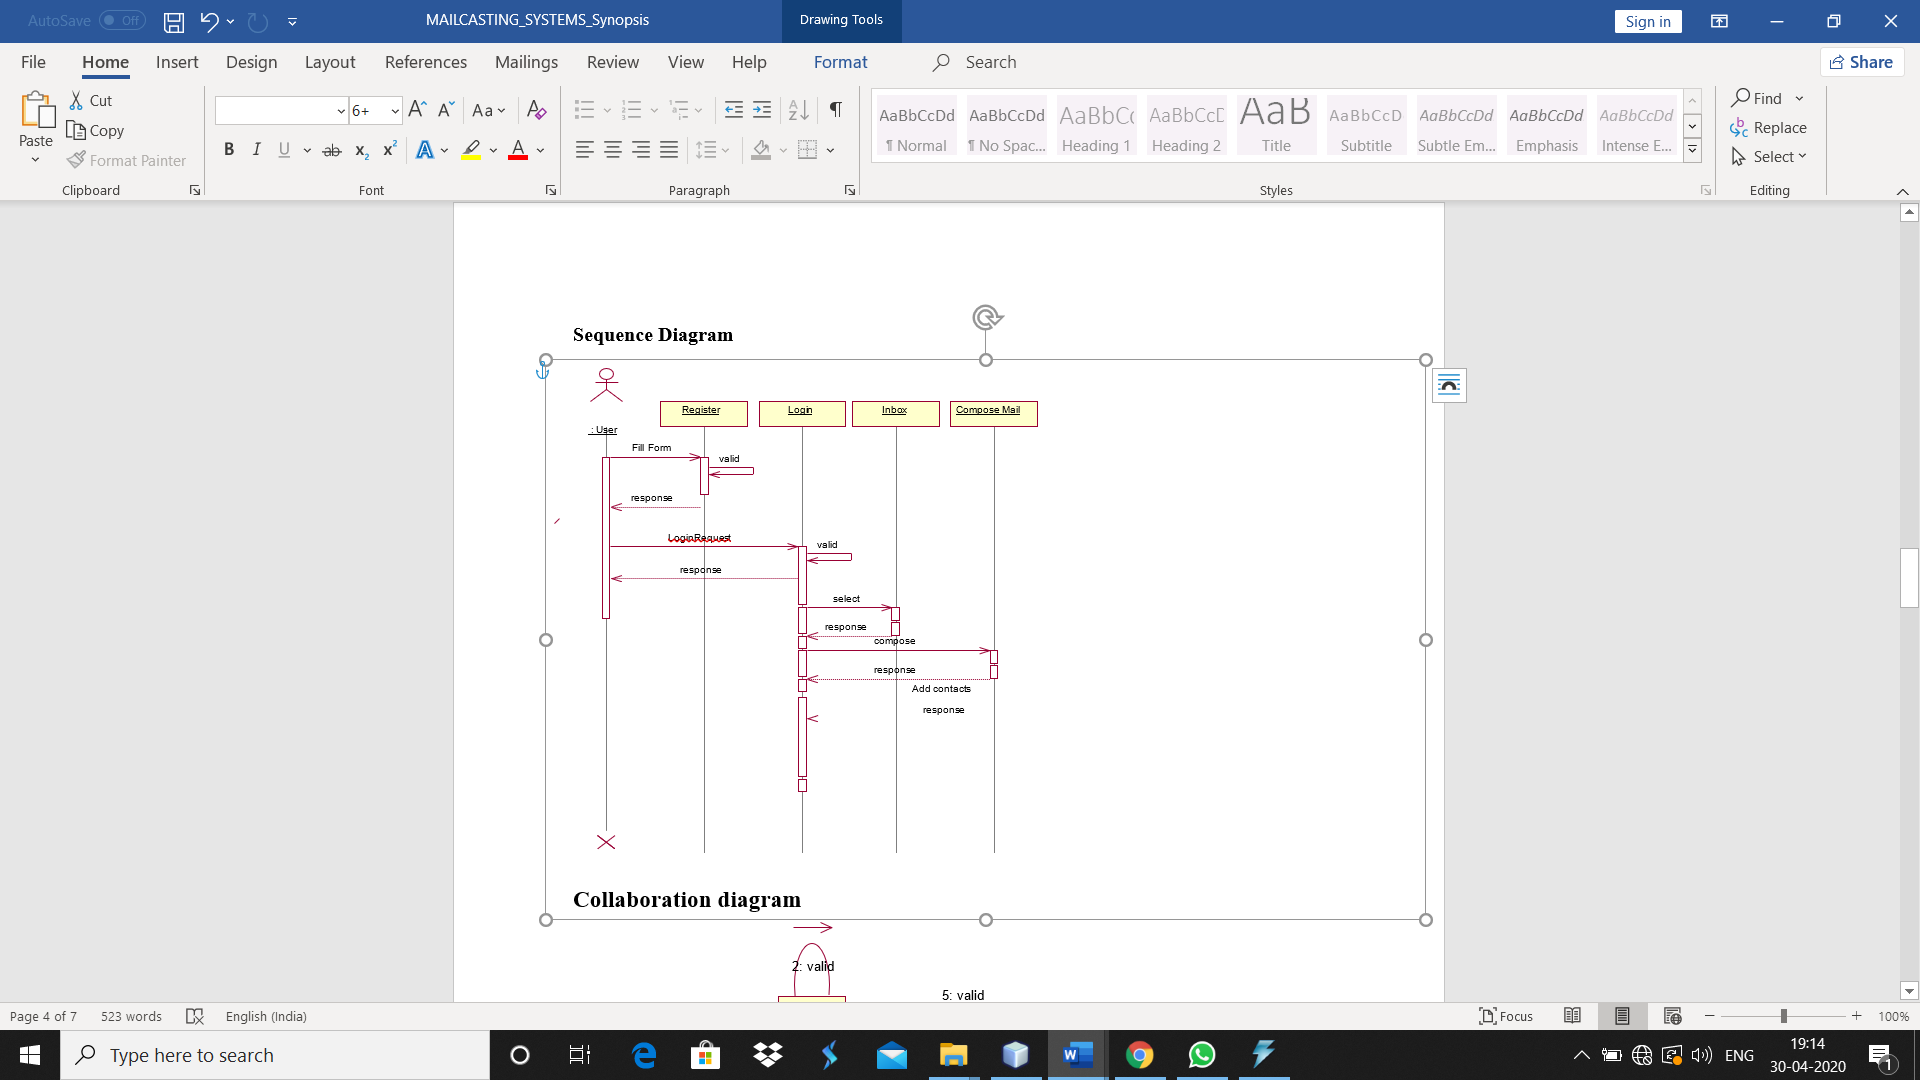 AutoSave Off MAILCASTING_SYSTEMS_Synopsis Drawing Tools Sign in
File Home Insert Design Layout References Mailings Review View Help Format Search Share
Paste Cut
Copy
Format Painter
Clipboard
6+ Aa
Font
Paragraph
AaBbCcDd AaBbCcDd AaBbCc AaBbCcD AaB AaBbCcD AaBbCcDd AaBbCcDd AaBbCcDd
¶ Normal ¶ No Spac... Heading 1 Heading 2 Title Subtitle Subtle Em... Emphasis Intense E...
Styles
Find
Replace
Select
Editing
Sequence Diagram
Register Login Inbox Compose Mail
: User
Fill Form
valid
response
LoginRequest
valid
response
select
response
compose
response
Add contacts
response
Collaboration diagram
2: valid
5: valid
Page 4 of 7 523 words English (India) Focus 100%
Type here to search
ENG 19:14
30-04-2020
1